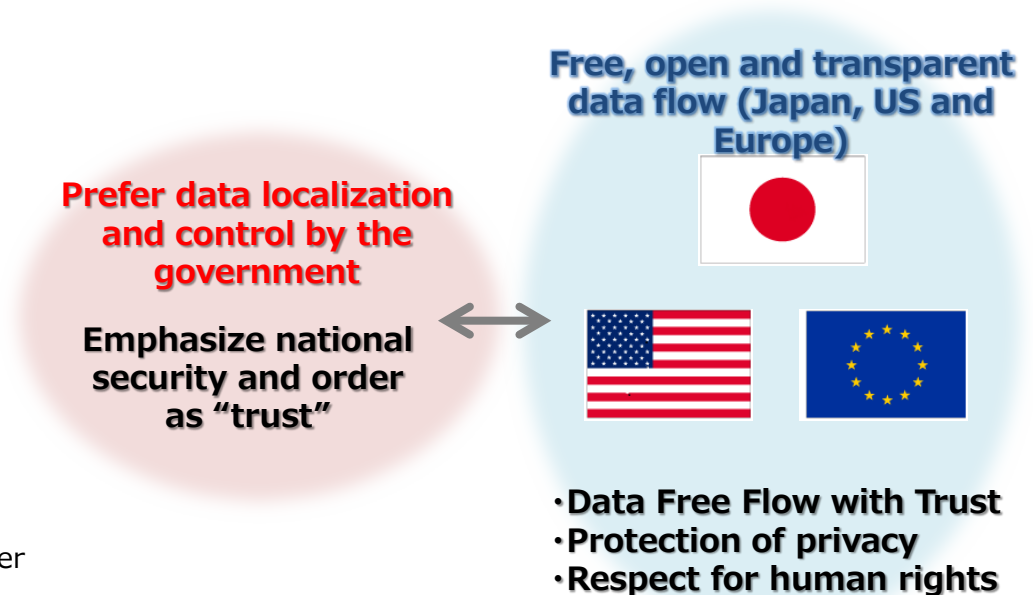 Free, open and transparent
data flow (Japan, US and
Europe)
Prefer data localization
and control by the
government
Emphasize national
security and order
as “trust”
・Data Free Flow with Trust
・Protection of privacy
・Respect for human rights
er